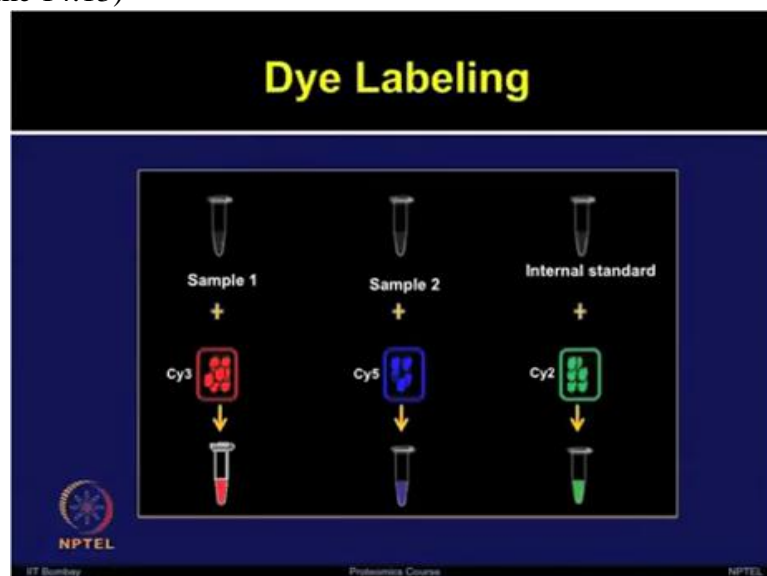 Dye Labeling
Sample 1
Sample 2
Internal standard
+
+
+
Cy3
Cy5
Cy2
NPTEL
IIT Bombay
Proteomics Course
NPTEL